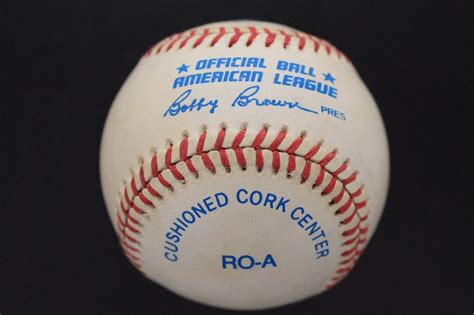 ★ OFFICIAL BALL ★
AMERICAN LEAGUE
Bobby Brown PRES
CUSHIONED CORK CENTER
RO-A